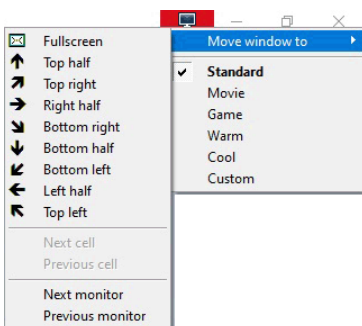 Move window to
Standard
Movie
Game
Warm
Cool
Custom
Fullscreen
Top half
Top right
Right half
Bottom right
Bottom half
Bottom left
Left half
Top left
Next cell
Previous cell
Next monitor
Previous monitor